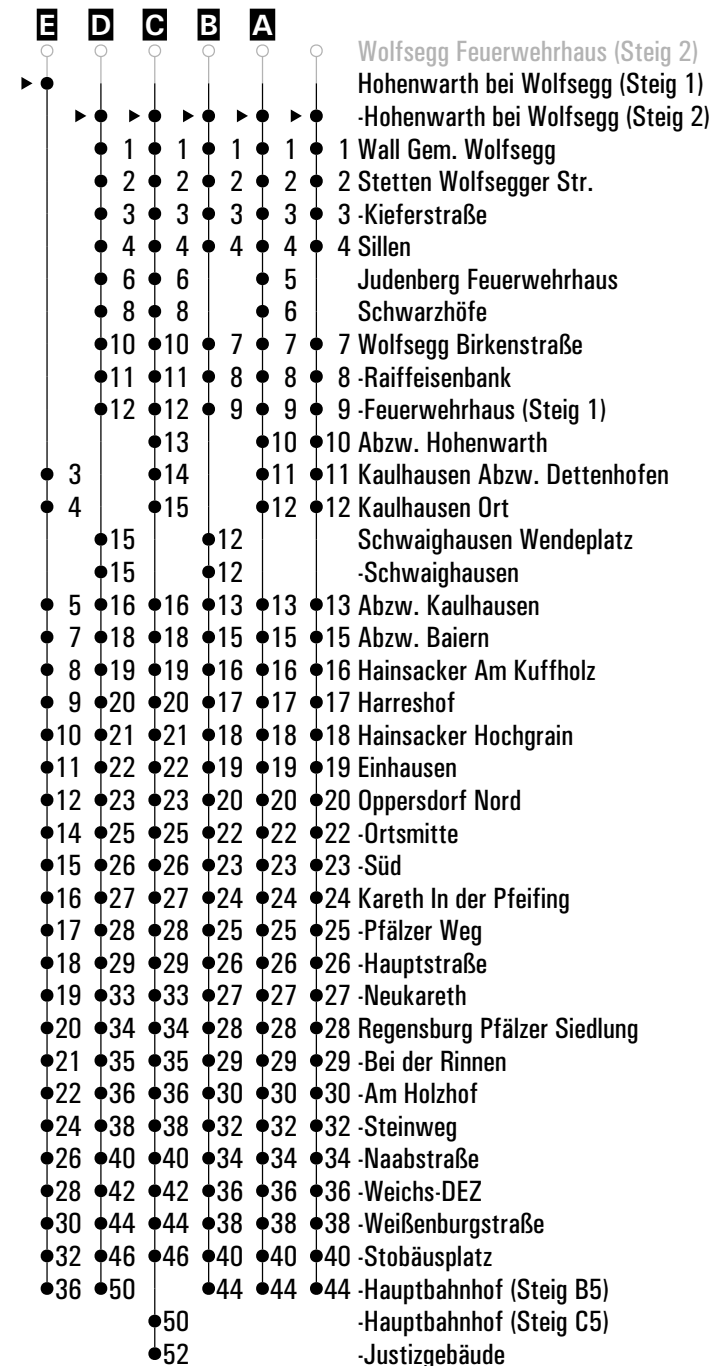 E D C B A
Wolfsegg Feuerwehrhaus (Steig 2)
Hohenwarth bei Wolfsegg (Steig 1)
-Hohenwarth bei Wolfsegg (Steig 2)
1 1 1 1 1 Wall Gem. Wolfsegg
2 2 2 2 2 Stetten Wolfsegger Str.
3 3 3 3 3 -Kieferstraße
4 4 4 4 4 Sillen
6 6 5 Judenberg Feuerwehrhaus
8 8 6 Schwarzhöfe
10 10 7 7 7 Wolfsegg Birkenstraße
11 11 8 8 8 -Raiffeisenbank
12 12 9 9 9 -Feuerwehrhaus (Steig 1)
13 10 10 Abzw. Hohenwarth
3 14 11 11 Kaulhausen Abzw. Dettenhofen
4 15 12 12 Kaulhausen Ort
15 12 Schwaighausen Wendeplatz
15 12 -Schwaighausen
5 16 16 13 13 13 Abzw. Kaulhausen
7 18 18 15 15 15 Abzw. Baiern
8 19 19 16 16 16 Hainsacker Am Kuffholz
9 20 20 17 17 17 Harreshof
10 21 21 18 18 18 Hainsacker Hochgrain
11 22 22 19 19 19 Einhausen
12 23 23 20 20 20 Oppersdorf Nord
14 25 25 22 22 22 -Ortsmitte
15 26 26 23 23 23 -Süd
16 27 27 24 24 24 Kareth In der Pfeifing
17 28 28 25 25 25 -Pfälzer Weg
18 29 29 26 26 26 -Hauptstraße
19 33 33 27 27 27 -Neukareth
20 34 34 28 28 28 Regensburg Pfälzer Siedlung
21 35 35 29 29 29 -Bei der Rinnen
22 36 36 30 30 30 -Am Holzhof
24 38 38 32 32 32 -Steinweg
26 40 40 34 34 34 -Naabstraße
28 42 42 36 36 36 -Weichs-DEZ
30 44 44 38 38 38 -Weißenburgstraße
32 46 46 40 40 40 -Stobäusplatz
36 50 44 44 44 -Hauptbahnhof (Steig B5)
50 -Hauptbahnhof (Steig C5)
52 -Justizgebäude